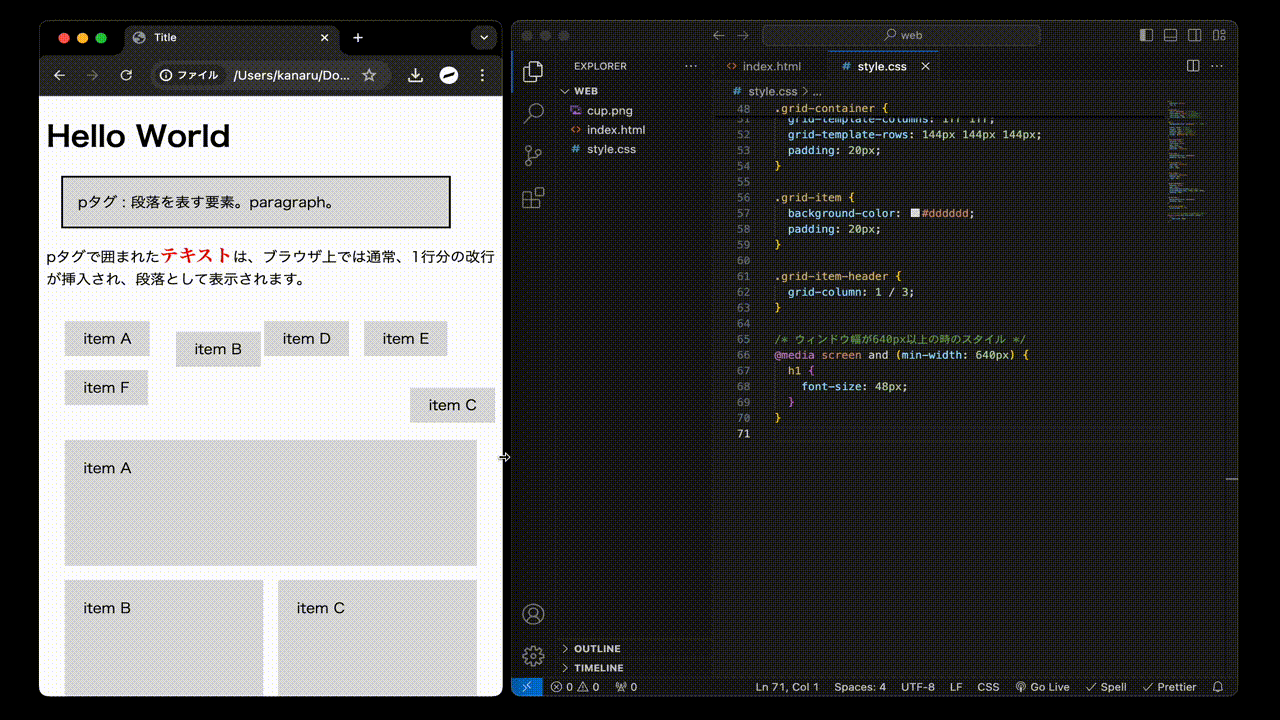 Title
ファイル
/Users/kanaru/Do...
Hello World
pタグ：段落を表す要素。paragraph。
pタグで囲まれたテキストは、ブラウザ上では通常、1行分の改行
が挿入され、段落として表示されます。
item A
item B
item D
item E
item F
item C
item A
item B
item C
web
EXPLORER
WEB
cup.png
index.html
style.css
index.html
style.css
style.css > ...
48 .grid-container {
51 grid-template-columns: 1fr 1fr;
52 grid-template-rows: 144px 144px 144px;
53 padding: 20px;
54 }
55
56 .grid-item {
57 background-color: #dddddd;
58 padding: 20px;
59 }
60
61 .grid-item-header {
62 grid-column: 1 / 3;
63 }
64
65 /* ウィンドウ幅が640px以上の時のスタイル */
66 @media screen and (min-width: 640px) {
67 h1 {
68 font-size: 48px;
69 }
70 }
71
OUTLINE
TIMELINE
0 0 0
Ln 71, Col 1
Spaces: 4
UTF-8
LF
CSS
Go Live
Spell
Prettier